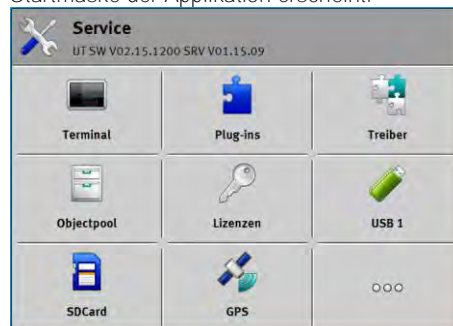 Startmaske der Applikation erscheint.
Service
UT SW V02.15.1200 SRV V01.15.09
Terminal Plug-ins Treiber
Objectpool Lizenzen USB 1
SDCard GPS